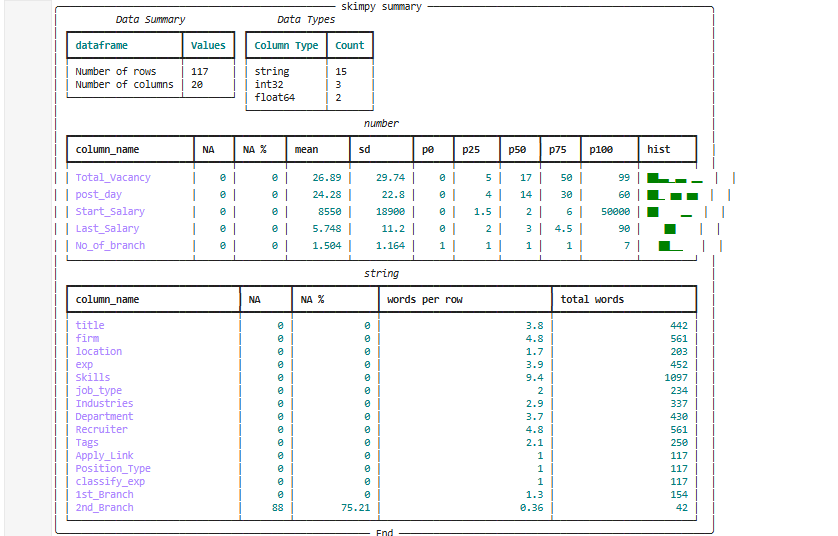 skimpy summary
Data Summary Data Types
dataframe Values Column Type Count
Number of rows 117 string 15
Number of columns 20 int32 3
float64 2
number
column_name NA NA % mean sd p0 p25 p50 p75 p100 hist
Total_Vacancy 0 0 26.89 29.74 0 5 17 50 99
post_day 0 0 24.28 22.8 0 4 14 30 60
Start_Salary 0 0 8550 18900 0 1.5 2 6 50000
Last_Salary 0 0 5.748 11.2 0 2 3 4.5 90
No_of_branch 0 0 1.504 1.164 1 1 1 1 7
string
column_name NA NA % words per row total words
title 0 0 3.8 442
firm 0 0 4.8 561
location 0 0 1.7 203
exp 0 0 3.9 452
Skills 0 0 9.4 1097
job_type 0 0 2 234
Industries 0 0 2.9 337
Department 0 0 3.7 430
Recruiter 0 0 4.8 561
Tags 0 0 2.1 250
Apply_Link 0 0 1 117
Position_Type 0 0 1 117
classify_exp 0 0 1 117
1st_Branch 0 0 1.3 154
2nd_Branch 88 75.21 0.36 42
End